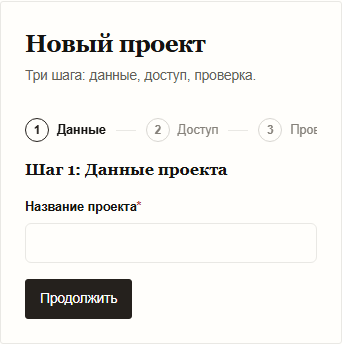 Новый проект
Три шага: данные, доступ, проверка.
1 Данные 2 Доступ 3 Пров
Шаг 1: Данные проекта
Название проекта*
Продолжить